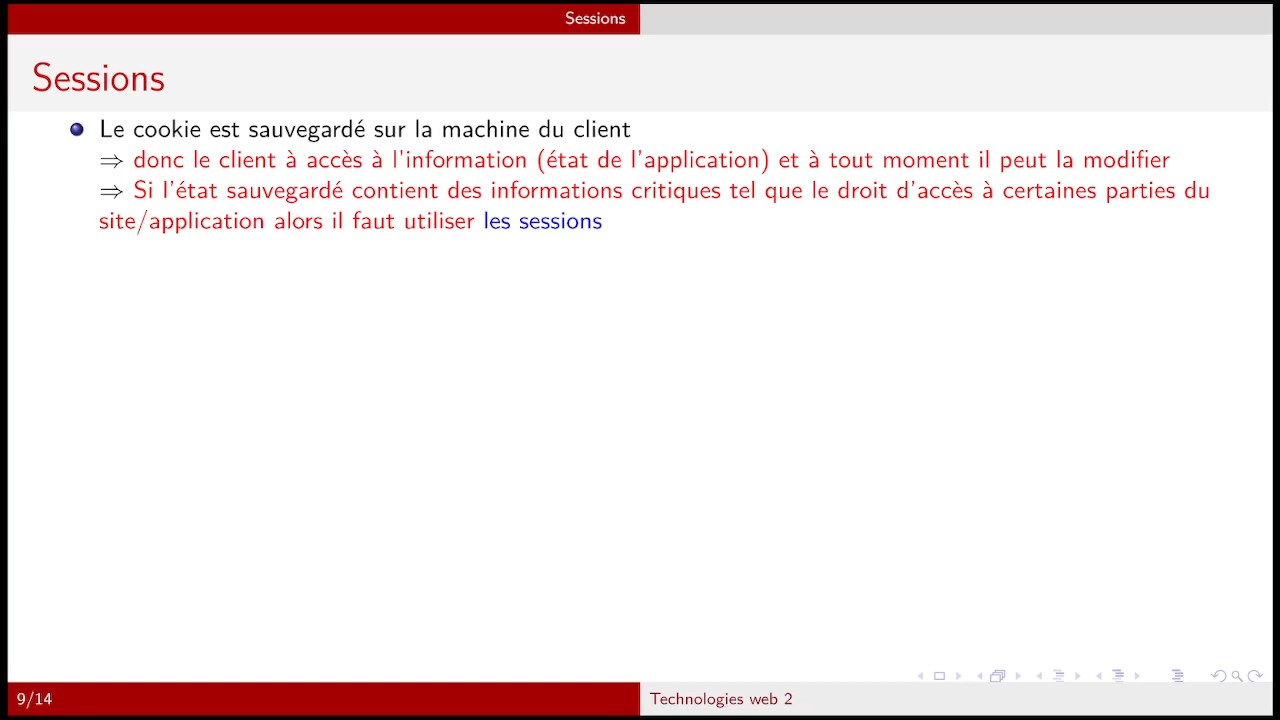 Sessions
Sessions
Le cookie est sauvegardé sur la machine du client
⇒ donc le client à accès à l'information (état de l'application) et à tout moment il peut la modifier
⇒ Si l'état sauvegardé contient des informations critiques tel que le droit d'accès à certaines parties du
site/application alors il faut utiliser les sessions
9/14
Technologies web 2